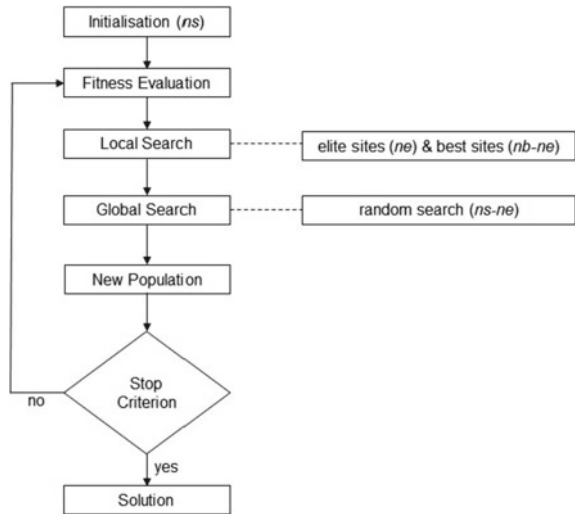 Initialisation (ns)
Fitness Evaluation
Local Search
elite sites (ne) & best sites (nb-ne)
Global Search
random search (ns-ne)
New Population
Stop
Criterion
no
yes
Solution